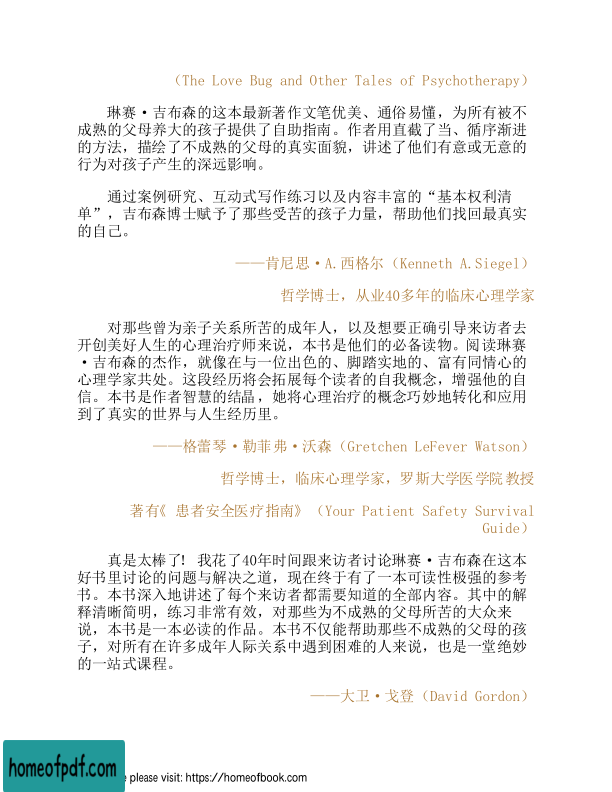 （The Love Bug and Other Tales of Psychotherapy）
琳赛·吉布森的这本最新著作文笔优美、通俗易懂，为所有被不
成熟的父母养大的孩子提供了自助指南。作者用直截了当、循序渐进
的方法，描绘了不成熟的父母的真实面貌，讲述了他们有意或无意的
行为对孩子产生的深远影响。
通过案例研究、互动式写作练习以及内容丰富的“基本权利清
单”，吉布森博士赋予了那些受苦的孩子力量，帮助他们找回最真实
的自己。
——肯尼思·A.西格尔（Kenneth A.Siegel）
哲学博士，从业40多年的临床心理学家
对那些曾为亲子关系所苦的成年人，以及想要正确引导来访者去
开创美好人生的心理治疗师来说，本书是他们的必备读物。阅读琳赛
·吉布森的杰作，就像在与一位出色的、脚踏实地的、富有同情心的
心理学家共处。这段经历将会拓展每个读者的自我概念，增强他的自
信。本书是作者智慧的结晶，她将心理治疗的概念巧妙地转化和应用
到了真实的世界与人生经历里。
——格蕾琴·勒菲弗·沃森（Gretchen LeFever Watson）
哲学博士，临床心理学家，罗斯大学医学院教授
著有《患者安全医疗指南》（Your Patient Safety Survival
Guide）
真是太棒了！我花了40年时间跟来访者讨论琳赛·吉布森在这本
好书里讨论的问题与解决之道，现在终于有了一本可读性极强的参考
书。本书深入地讲述了每个来访者都需要知道的全部内容。其中的解
释清晰简明，练习非常有效，对那些为不成熟的父母所苦的大众来
说，本书是一本必读的作品。本书不仅能帮助那些不成熟的父母的孩
子，对所有在许多成年人际关系中遇到困难的人来说，也是一堂绝妙
的一站式课程。
——大卫·戈登（David Gordon）
homeofpdf.com
please visit: https://homeofbook.com